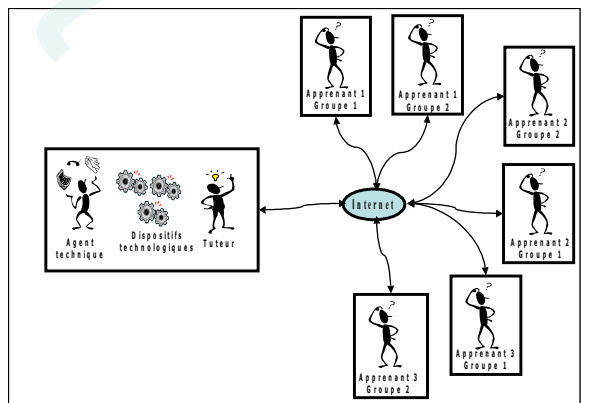 Apprenant 1
Groupe 1
Apprenant 1
Groupe 2
Apprenant 2
Groupe 2
Agent
technique
Dispositifs
technologiques
Tuteur
Internet
Apprenant 2
Groupe 1
Apprenant 3
Groupe 1
Apprenant 3
Groupe 2